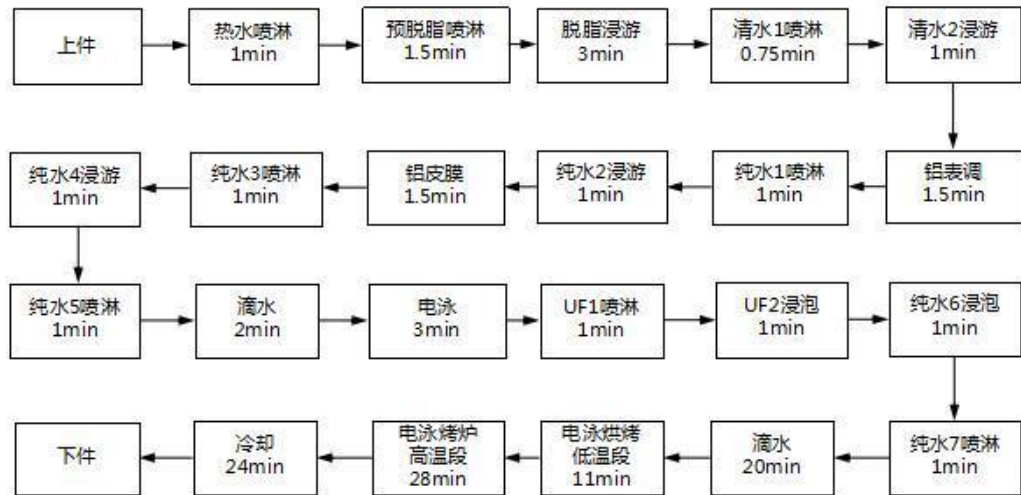 上件
热水喷淋
1min
预脱脂喷淋
1.5min
脱脂浸游
3min
清水1喷淋
0.75min
清水2浸游
1min
纯水4浸游
1min
纯水3喷淋
1min
铝皮膜
1.5min
纯水2浸游
1min
纯水1喷淋
1min
铝表调
1.5min
纯水5喷淋
1min
滴水
2min
电泳
3min
UF1喷淋
1min
UF2浸泡
1min
纯水6浸泡
1min
下件
冷却
24min
电泳烤炉
高温段
28min
电泳烘烤
低温段
11min
滴水
20min
纯水7喷淋
1min